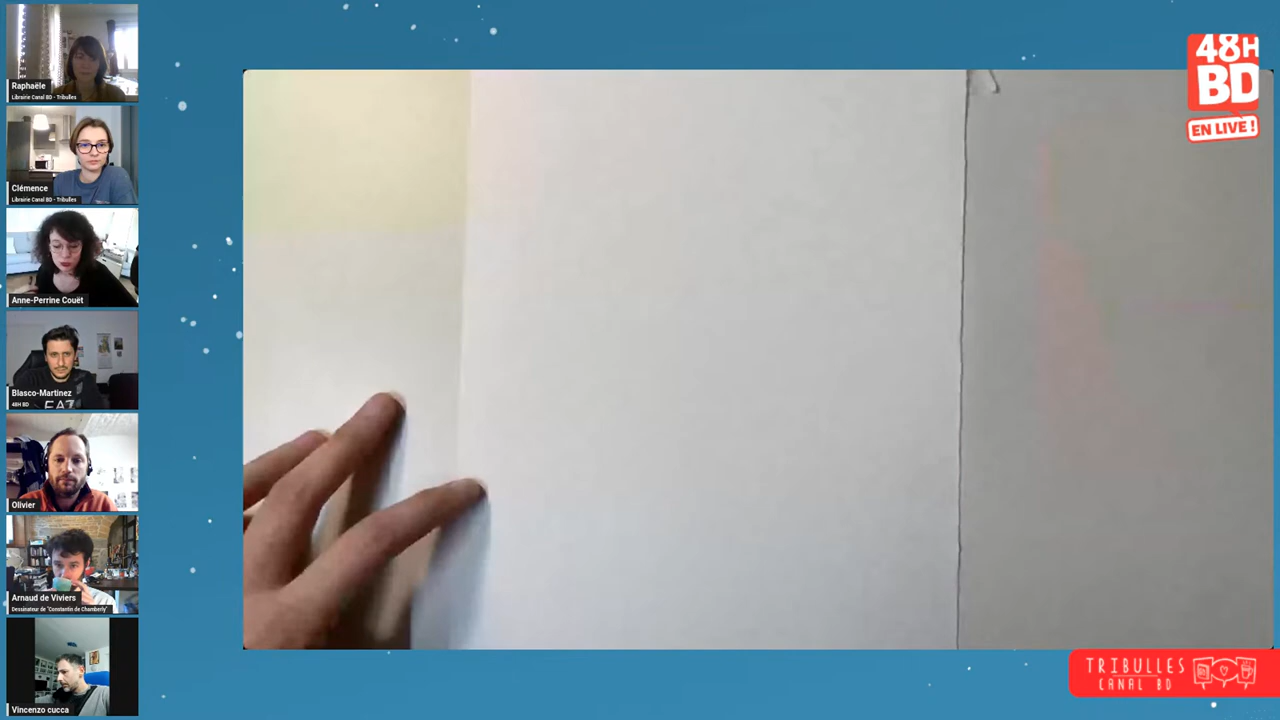 Raphaële
Librairie Canal BD - Tribulles
Clémence
Librairie Canal BD - Tribulles
Anne-Perrine Couët
Blasco-Martinez
48H BD
Olivier
Arnaud de Viviers
Dessinateur de "Constantin de Chamberly"
Vincenzo cucca
48H
BD
EN LIVE !
TRIBULLES
CANAL BD